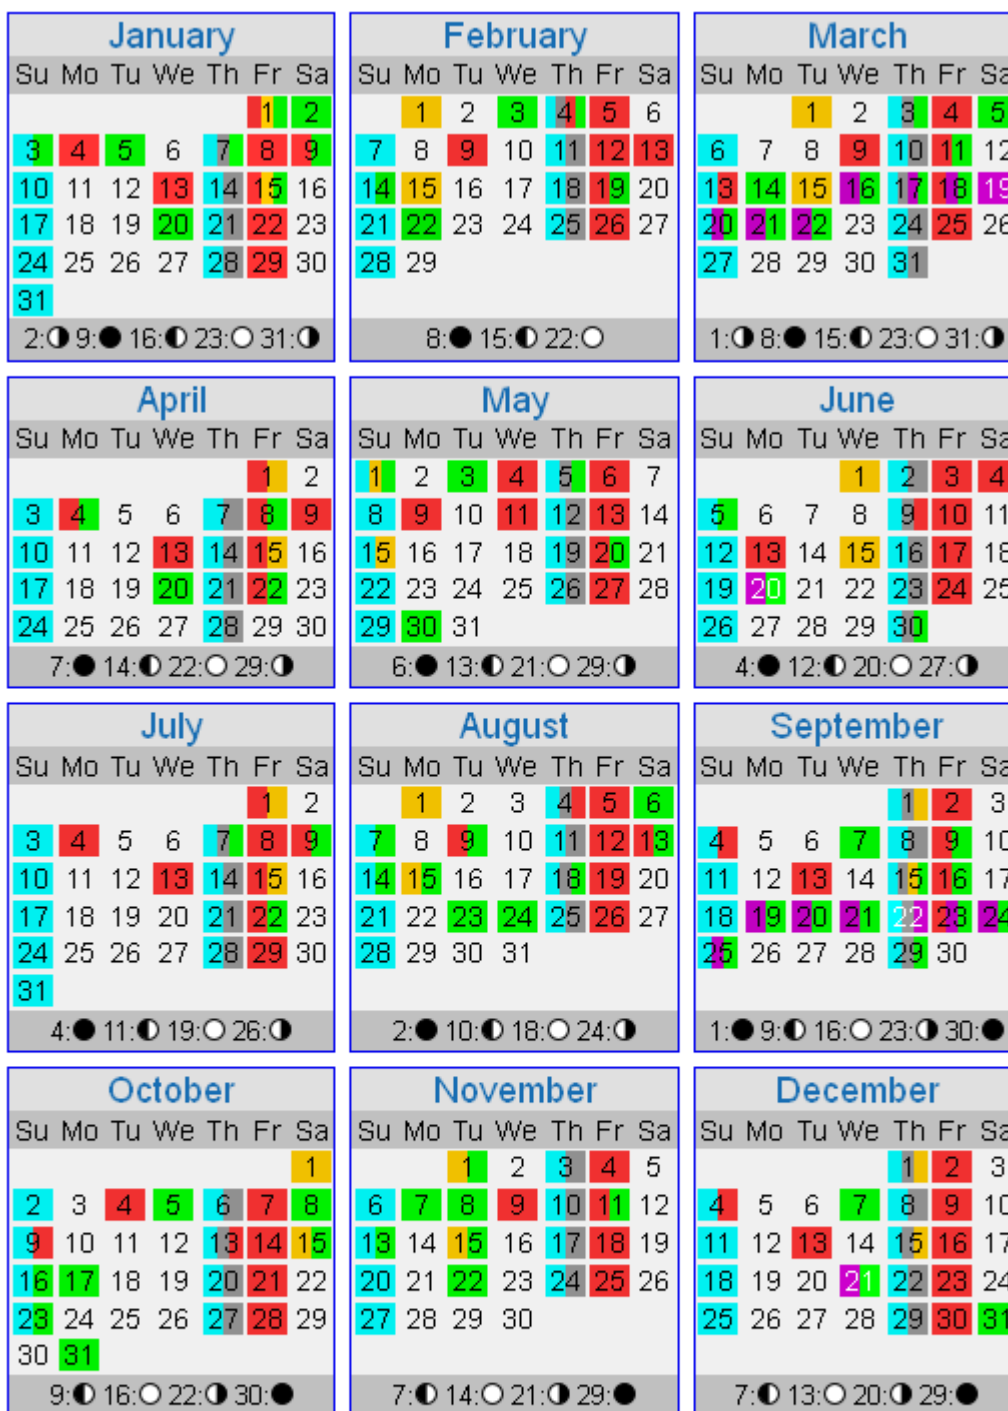 January February March
Su Mo Tu We Th Fr Sa Su Mo Tu We Th Fr Sa Su Mo Tu We Th Fr Sa
1 2 1 2 3 4 5 6 1 2 3 4 5
3 4 5 6 7 8 9 7 8 9 10 11 12 13 6 7 8 9 10 11 12
10 11 12 13 14 15 16 14 15 16 17 18 19 20 13 14 15 16 17 18 19
17 18 19 20 21 22 23 21 22 23 24 25 26 27 20 21 22 23 24 25 26
24 25 26 27 28 29 30 28 29 27 28 29 30 31
31
2: 9: 16: 23: 31: 8: 15: 22: 1: 8: 15: 23: 31:
April May June
Su Mo Tu We Th Fr Sa Su Mo Tu We Th Fr Sa Su Mo Tu We Th Fr Sa
1 2 1 2 3 4 5 6 7 1 2 3 4
3 4 5 6 7 8 9 8 9 10 11 12 13 14 5 6 7 8 9 10 11
10 11 12 13 14 15 16 15 16 17 18 19 20 21 12 13 14 15 16 17 18
17 18 19 20 21 22 23 22 23 24 25 26 27 28 19 20 21 22 23 24 25
24 25 26 27 28 29 30 29 30 31 26 27 28 29 30
7: 14: 22: 29: 6: 13: 21: 29: 4: 12: 20: 27:
July August September
Su Mo Tu We Th Fr Sa Su Mo Tu We Th Fr Sa Su Mo Tu We Th Fr Sa
1 2 1 2 3 4 5 6 1 2 3
3 4 5 6 7 8 9 7 8 9 10 11 12 13 4 5 6 7 8 9 10
10 11 12 13 14 15 16 14 15 16 17 18 19 20 11 12 13 14 15 16 17
17 18 19 20 21 22 23 21 22 23 24 25 26 27 18 19 20 21 22 23 24
24 25 26 27 28 29 30 28 29 30 31 25 26 27 28 29 30
31
4: 11: 19: 26: 2: 10: 18: 24: 1: 9: 16: 23: 30:
October November December
Su Mo Tu We Th Fr Sa Su Mo Tu We Th Fr Sa Su Mo Tu We Th Fr Sa
1 1 2 3 4 5 1 2 3
2 3 4 5 6 7 8 6 7 8 9 10 11 12 4 5 6 7 8 9 10
9 10 11 12 13 14 15 13 14 15 16 17 18 19 11 12 13 14 15 16 17
16 17 18 19 20 21 22 20 21 22 23 24 25 26 18 19 20 21 22 23 24
23 24 25 26 27 28 29 27 28 29 30 25 26 27 28 29 30 31
30 31
9: 16: 22: 30: 7: 14: 21: 29: 7: 13: 20: 29: